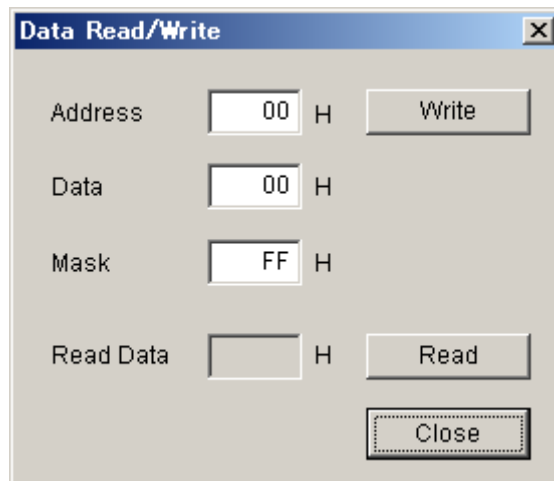 Data Read/Write
Address 00 H Write
Data 00 H
Mask FF H
Read Data H Read
Close